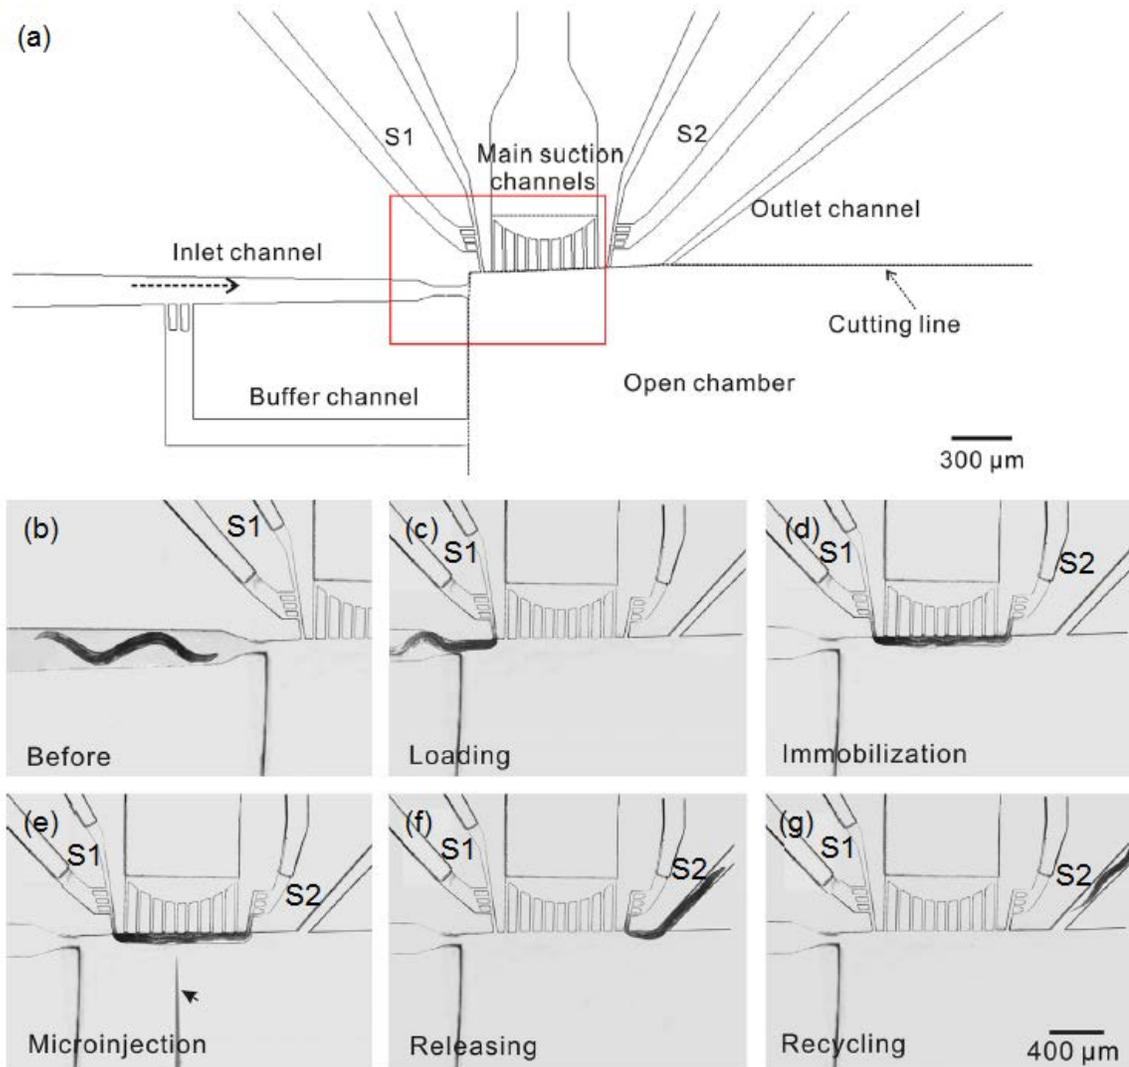 (a)
S1
S2
Main suction
channels
Outlet channel
Inlet channel
Cutting line
Open chamber
Buffer channel
300 μm
(b)
S1
Before
(c)
S1
Loading
(d)
S1
S2
Immobilization
(e)
S1
S2
Microinjection
(f)
S1
S2
Releasing
(g)
S1
S2
Recycling
400 μm